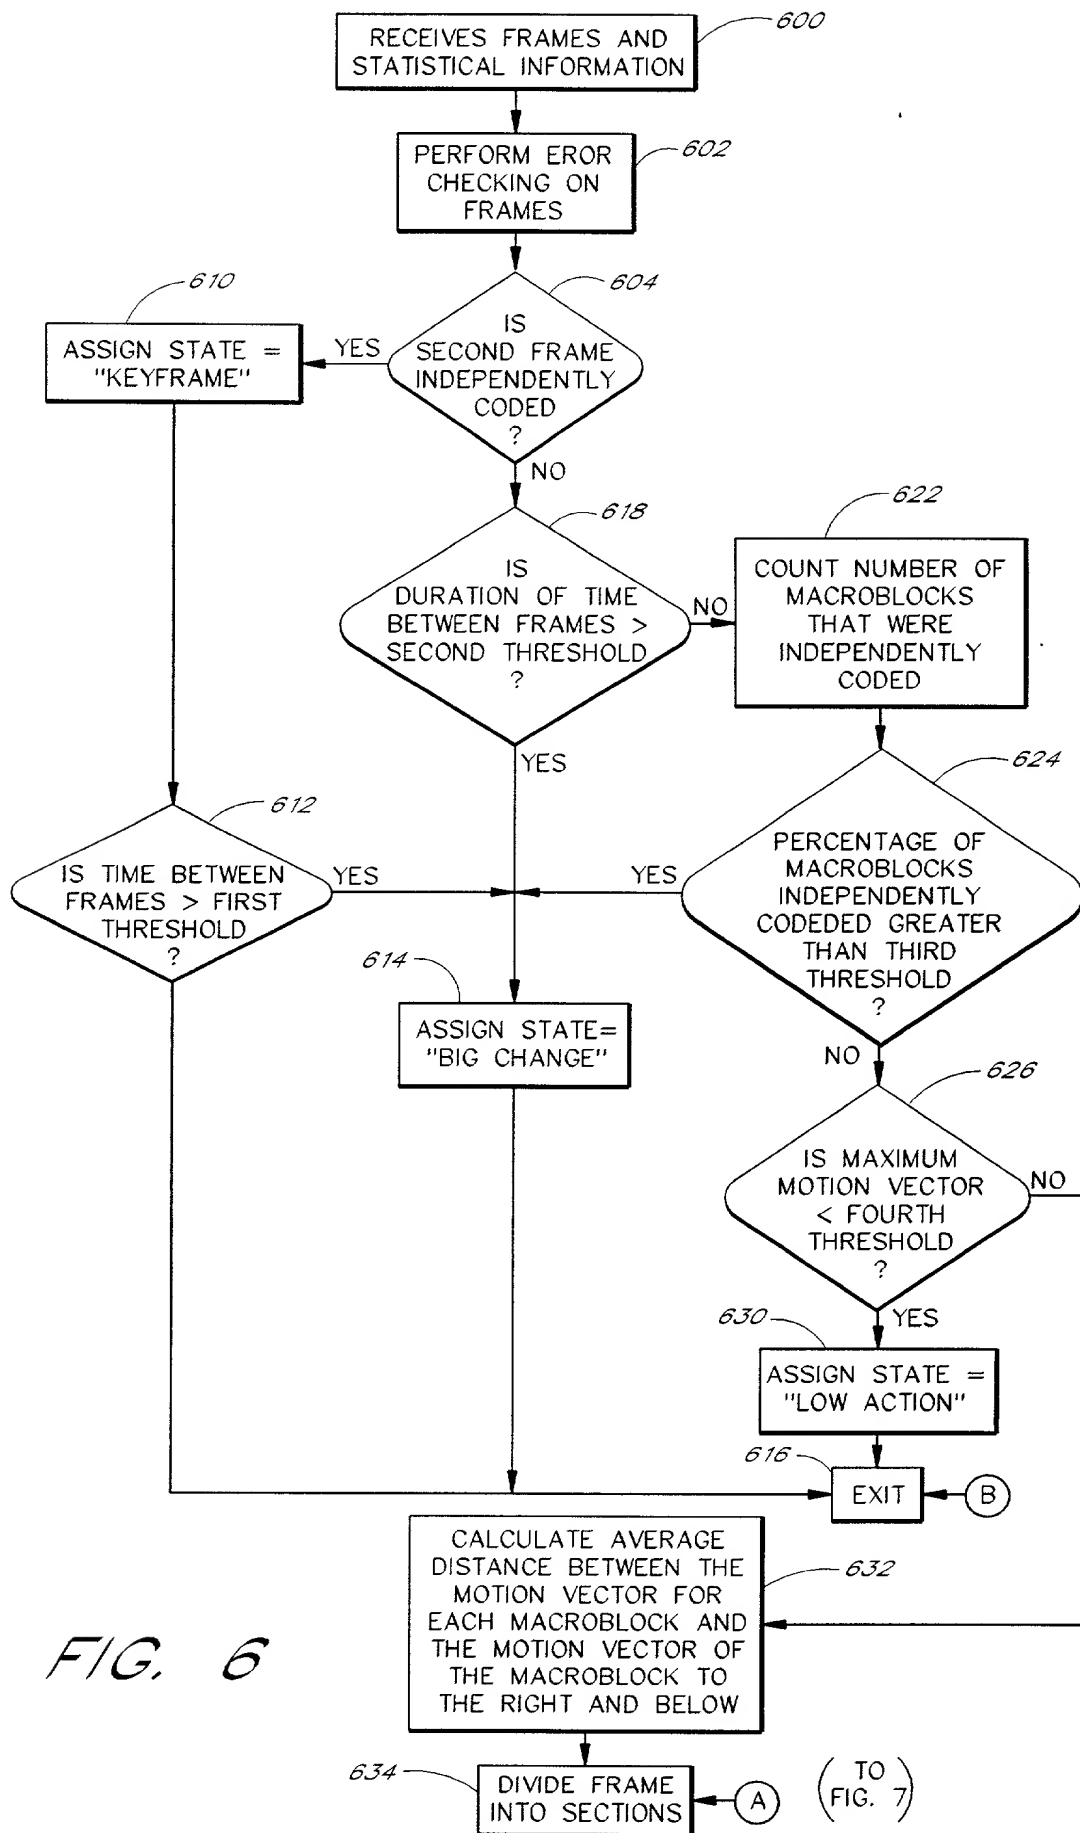 600
RECEIVES FRAMES AND
STATISTICAL INFORMATION
602
PERFORM EROR
CHECKING ON
FRAMES
604
IS
SECOND FRAME
INDEPENDENTLY
CODED
?
YES
NO
610
ASSIGN STATE =
"KEYFRAME"
618
IS
DURATION OF TIME
BETWEEN FRAMES >
SECOND THRESHOLD
?
NO
YES
622
COUNT NUMBER OF
MACROBLOCKS
THAT WERE
INDEPENDENTLY
CODED
624
PERCENTAGE OF
MACROBLOCKS
INDEPENDENTLY
CODEDED GREATER
THAN THIRD
THRESHOLD
?
YES
NO
612
IS TIME BETWEEN
FRAMES > FIRST
THRESHOLD
?
YES
614
ASSIGN STATE=
"BIG CHANGE"
626
IS MAXIMUM
MOTION VECTOR
< FOURTH
THRESHOLD
?
NO
YES
630
ASSIGN STATE =
"LOW ACTION"
616
EXIT
B
632
CALCULATE AVERAGE
DISTANCE BETWEEN THE
MOTION VECTOR FOR
EACH MACROBLOCK AND
THE MOTION VECTOR OF
THE MACROBLOCK TO
THE RIGHT AND BELOW
FIG. 6
634
DIVIDE FRAME
INTO SECTIONS
A
(TO
FIG. 7)